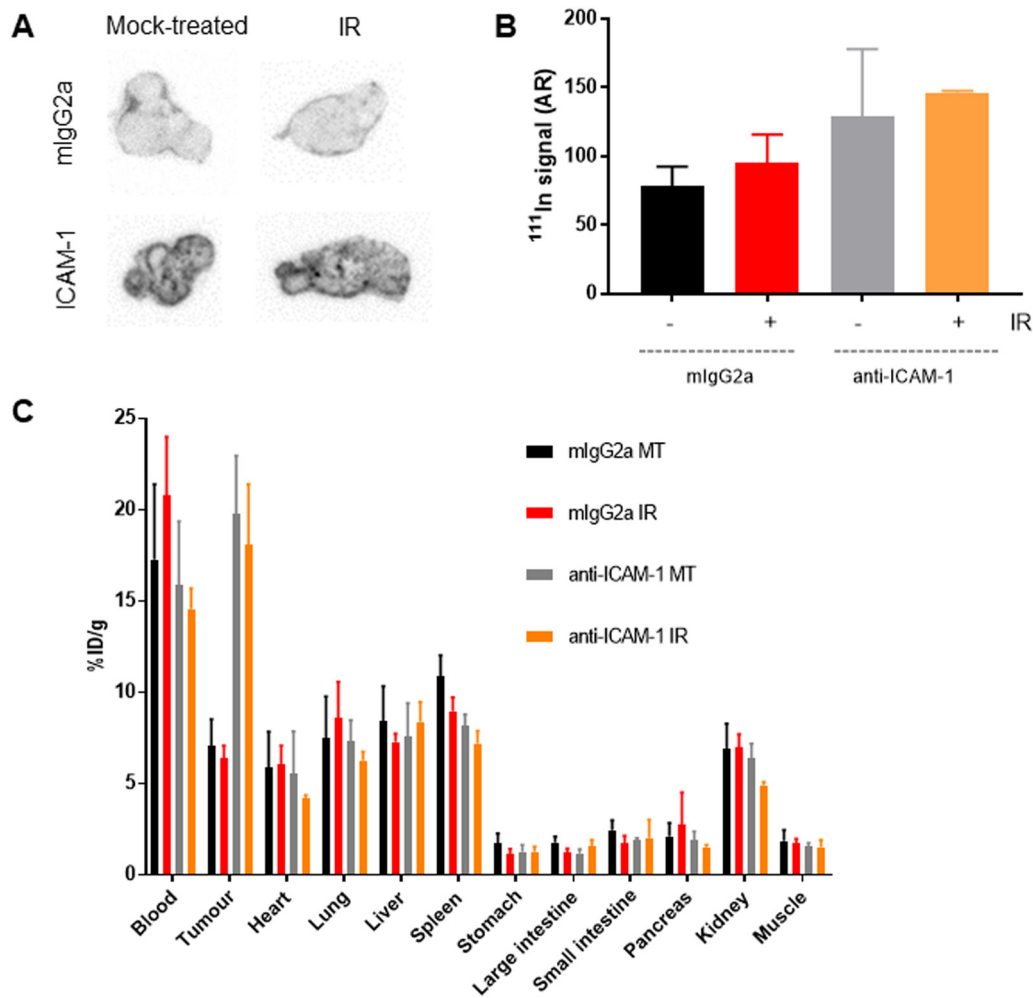 A
Mock-treated IR
mIgG2a
ICAM-1
B
111In signal (AR)
200
150
100
50
0
- + - + IR
mIgG2a anti-ICAM-1
C
%ID/g
25
20
15
10
5
0
mIgG2a MT
mIgG2a IR
anti-ICAM-1 MT
anti-ICAM-1 IR
Blood
Tumour
Heart
Lung
Liver
Spleen
Stomach
Large intestine
Small intestine
Pancreas
Kidney
Muscle